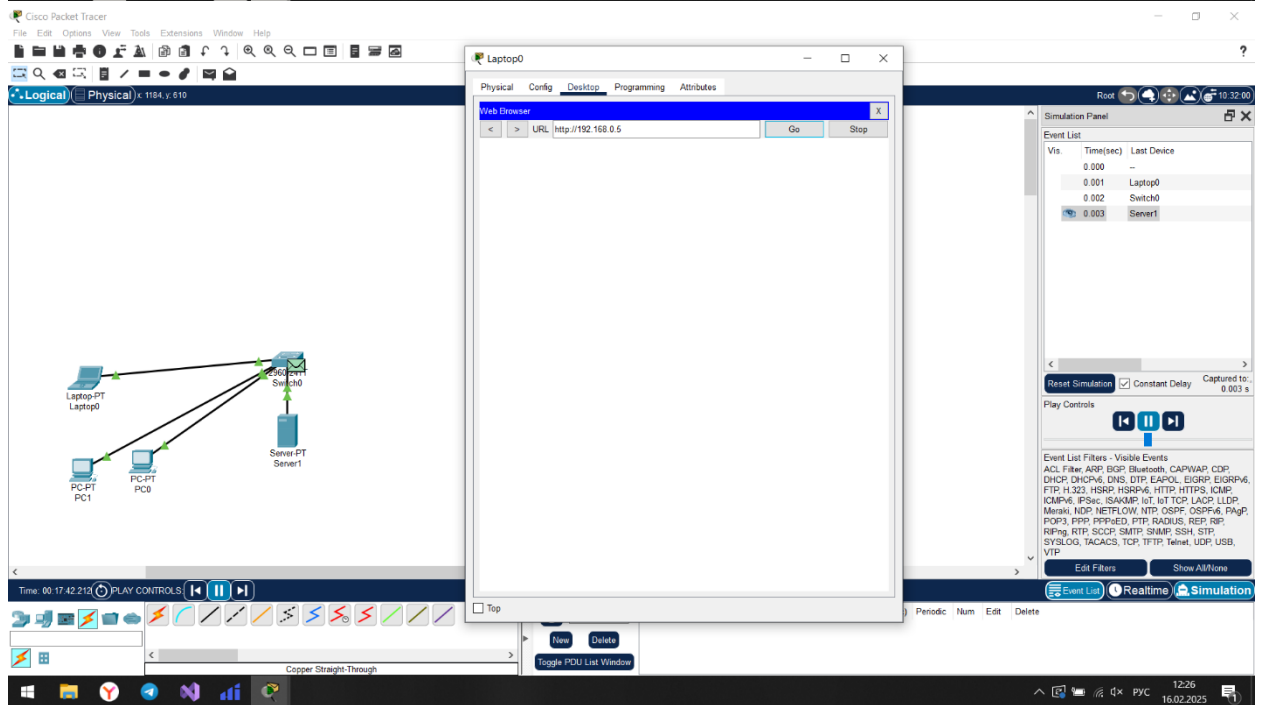 Cisco Packet Tracer
File Edit Options View Tools Extensions Window Help
?
Logical Physical x: 1184, y: 610
Root 10:32:00
Laptop0
Physical Config Desktop Programming Attributes
Web Browser X
< > URL http://192.168.0.5 Go Stop
Top
Simulation Panel
Event List
Vis. Time(sec) Last Device
0.000 --
0.001 Laptop0
0.002 Switch0
0.003 Server1
Reset Simulation Constant Delay Captured to:
0.003 s
Play Controls
Event List Filters - Visible Events
ACL Filter, ARP, BGP, Bluetooth, CAPWAP, CDP,
DHCP, DHCPv6, DNS, DTP, EAPOL, EIGRP, EIGRPv6,
FTP, H.323, HSRP, HSRPv6, HTTP, HTTPS, ICMP,
ICMPv6, IPSec, ISAKMP, IoT, IoT TCP, LACP, LLDP,
Meraki, NDP, NETFLOW, NTP, OSPF, OSPFv6, PAgP,
POP3, PPP, PPPoED, PTP, RADIUS, REP, RIP,
RIPng, RTP, SCCP, SMTP, SNMP, SSH, STP,
SYSLOG, TACACS, TCP, TFTP, Telnet, UDP, USB,
VTP
Edit Filters Show All/None
Event List Realtime Simulation
Laptop-PT
Laptop0
Switch0
Server-PT
Server1
PC-PT
PC1
PC-PT
PC0
Time: 00:17:42.212 PLAY CONTROLS:
Periodic Num Edit Delete
New Delete
Toggle PDU List Window
Copper Straight-Through
РУС
12:26
16.02.2025
1